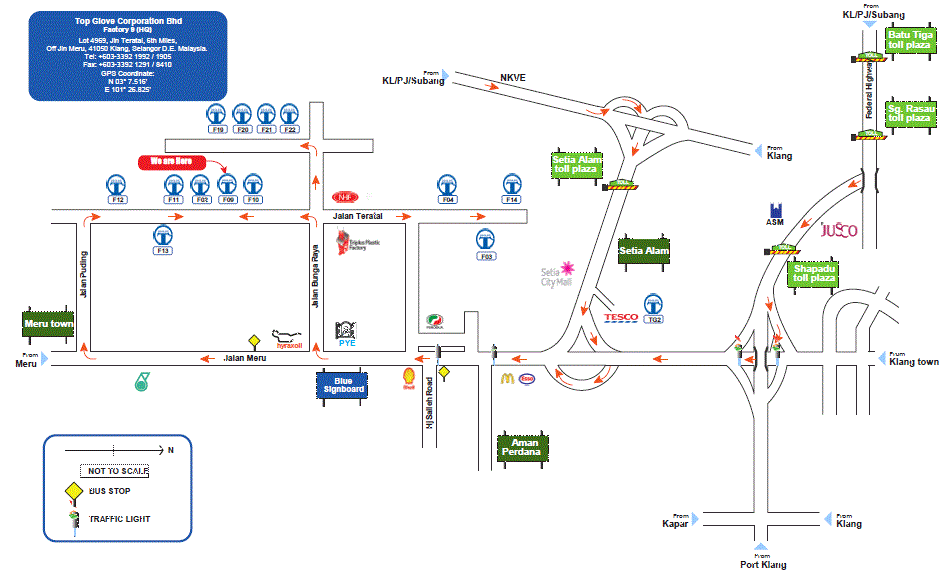 Top Glove Corporation Bhd
Factory 9 (HQ)
Lot 4969, Jln Teratai, 6th Miles,
Off Jln Meru, 41050 Klang, Selangor D.E. Malaysia.
Tel: +603-3392 1992 / 1905
Fax: +603-3392 1291 / 8410
GPS Coordinate:
N 03° 7.516'
E 101° 26.825'
From
KL/PJ/Subang
Batu Tiga
toll plaza
TOLL
Federal Highway
Sg. Rasau
toll plaza
TOLL
From
KL/PJ/Subang
NKVE
From
Klang
Setia Alam
toll plaza
TOLL
F19
F20
F21
F22
We are Here
F12
F11
F02
F09
F10
F04
F14
Jalan Teratai
F13
F03
Tripko Plastic
Factory
Jalan Puding
Jalan Bunga Raya
ASM
JUSCO
Setia Alam
Setia
City Mall
TOLL
Shapadu
toll plaza
TESCO
TG2
Meru town
hyraxoil
PYE
From
Meru
Jalan Meru
From
Klang town
Blue
Signboard
Shell
Hj Salleh Road
Esso
Aman
Perdana
N
NOT TO SCALE
BUS STOP
TRAFFIC LIGHT
From
Kapar
From
Klang
From
Port Klang